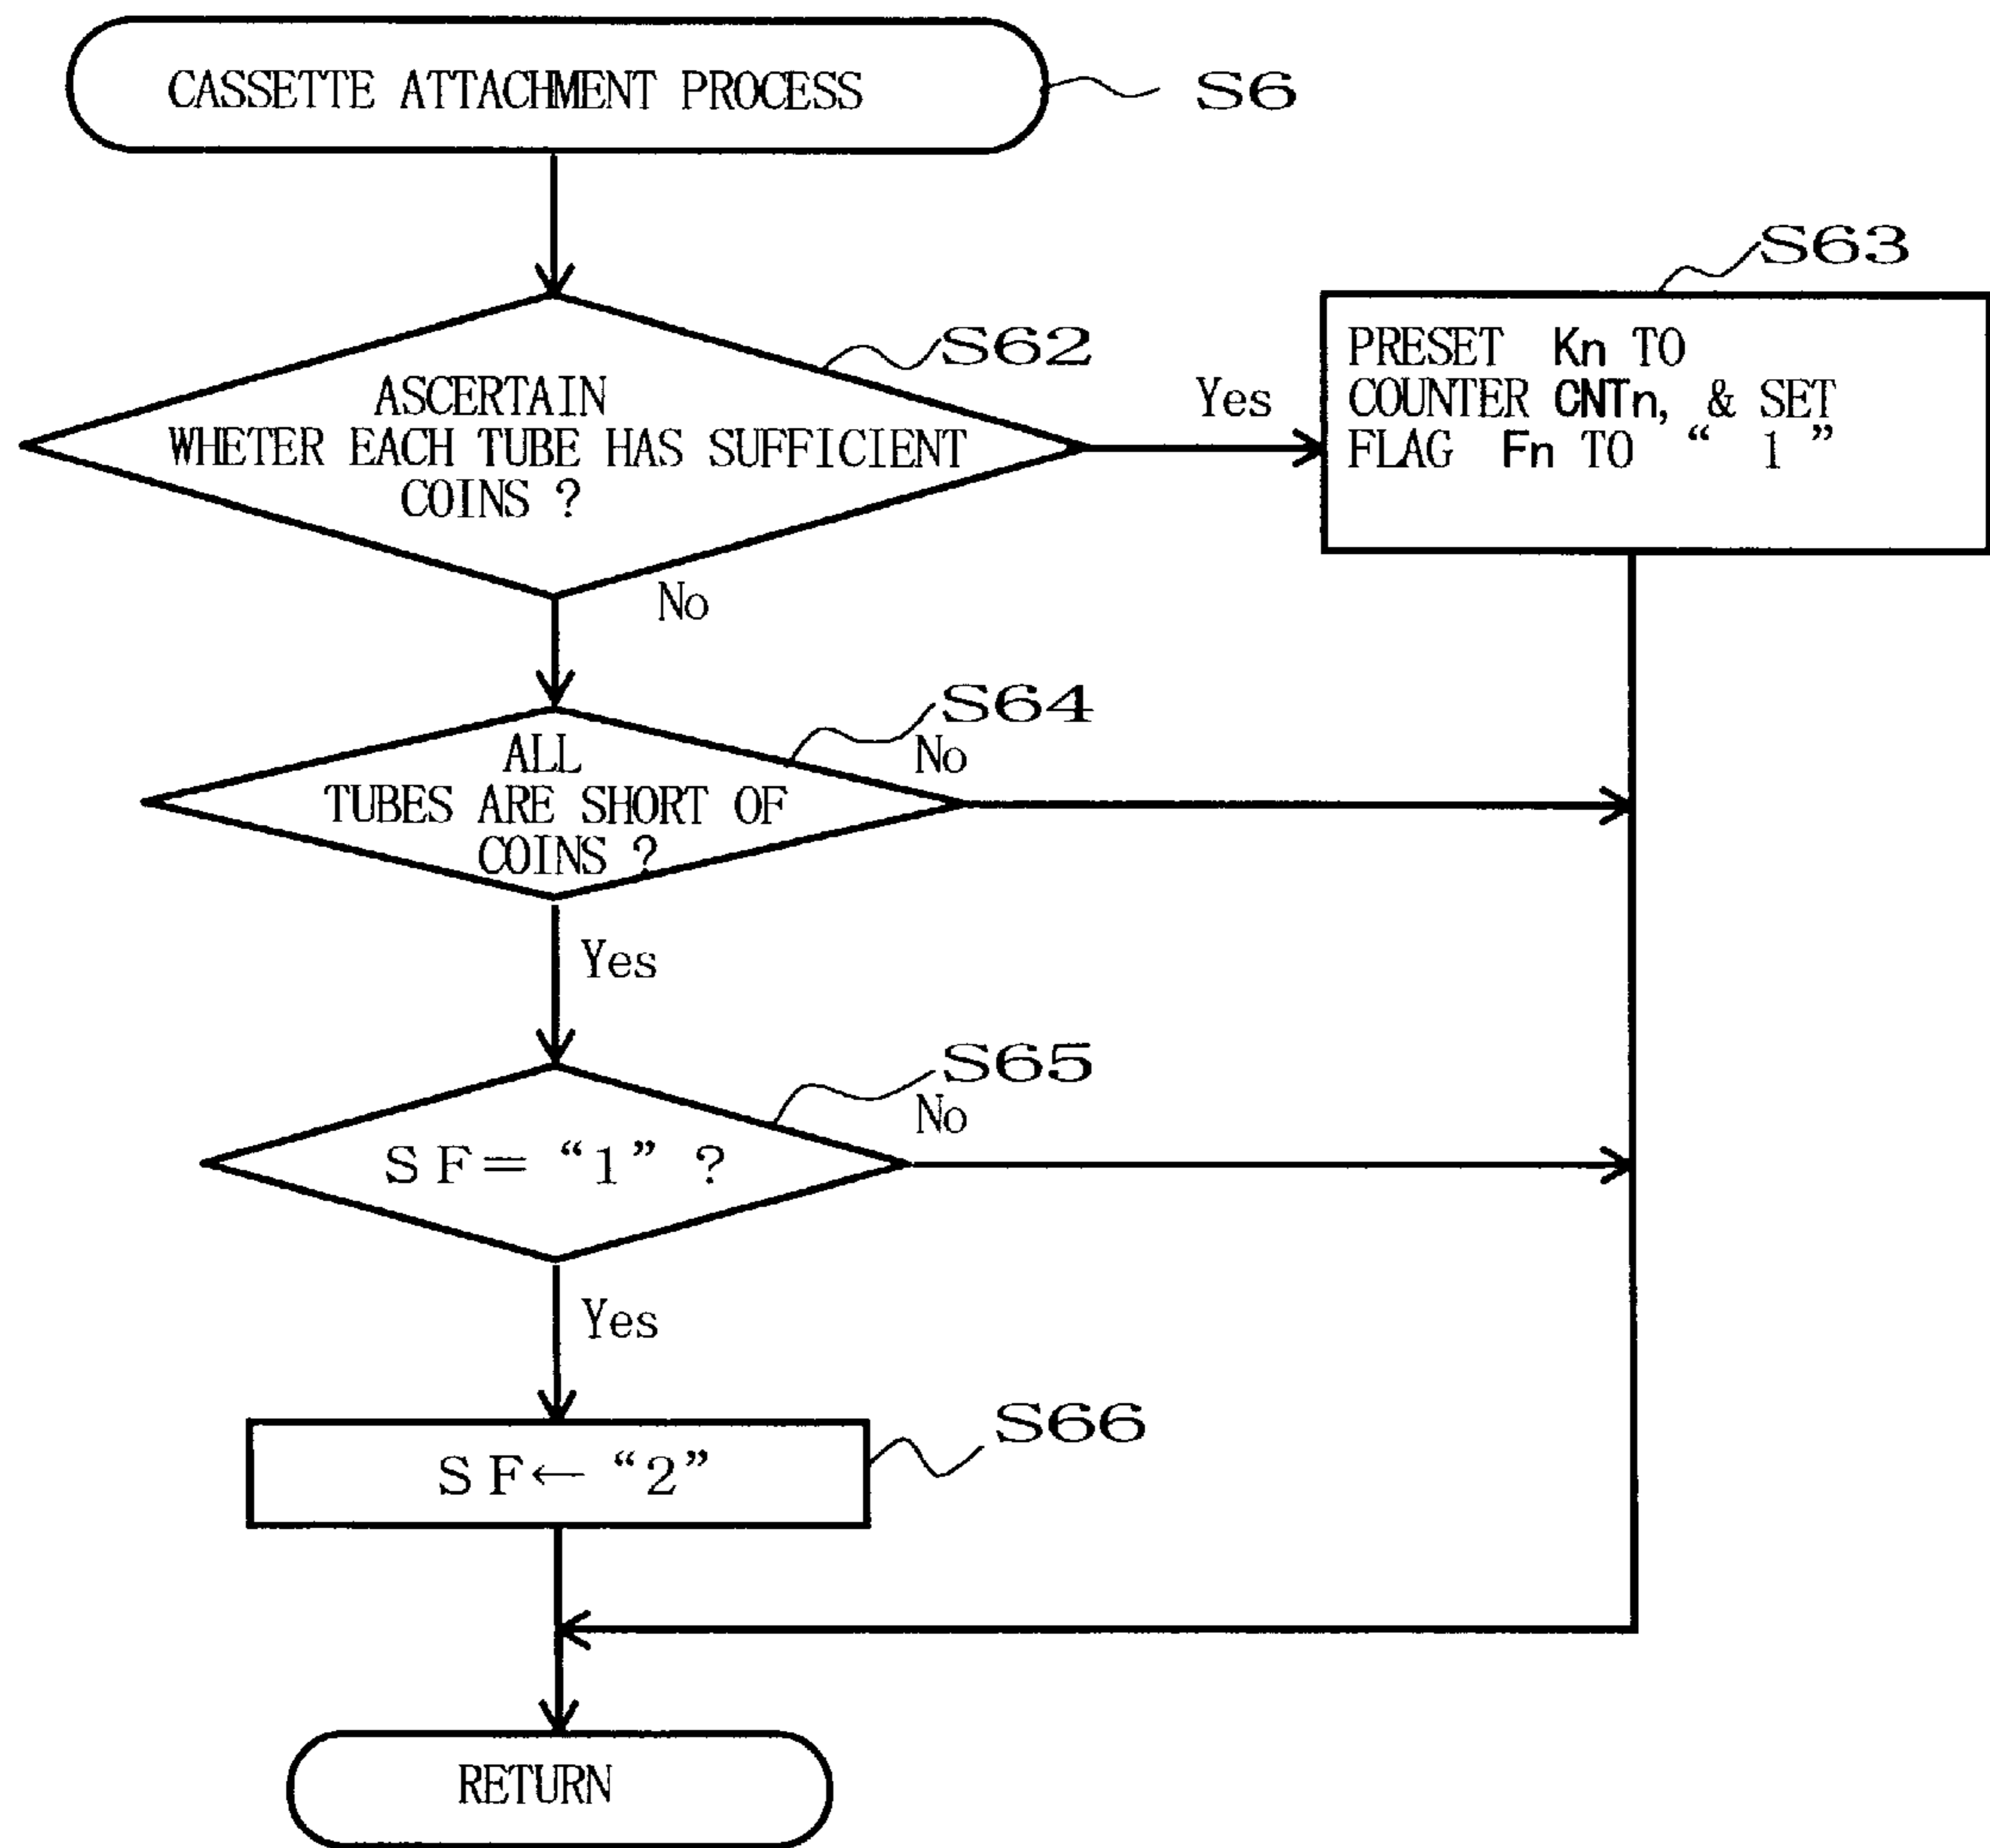 CASSETTE ATTACHMENT PROCESS
S6
S62
ASCERTAIN
WHETER EACH TUBE HAS SUFFICIENT
COINS ?
Yes
No
S63
PRESET Kn TO
COUNTER CNTn, & SET
FLAG Fn TO “ 1 ”
S64
No
ALL
TUBES ARE SHORT OF
COINS ?
Yes
S65
No
SF= “1” ?
Yes
S66
SF← “2”
RETURN